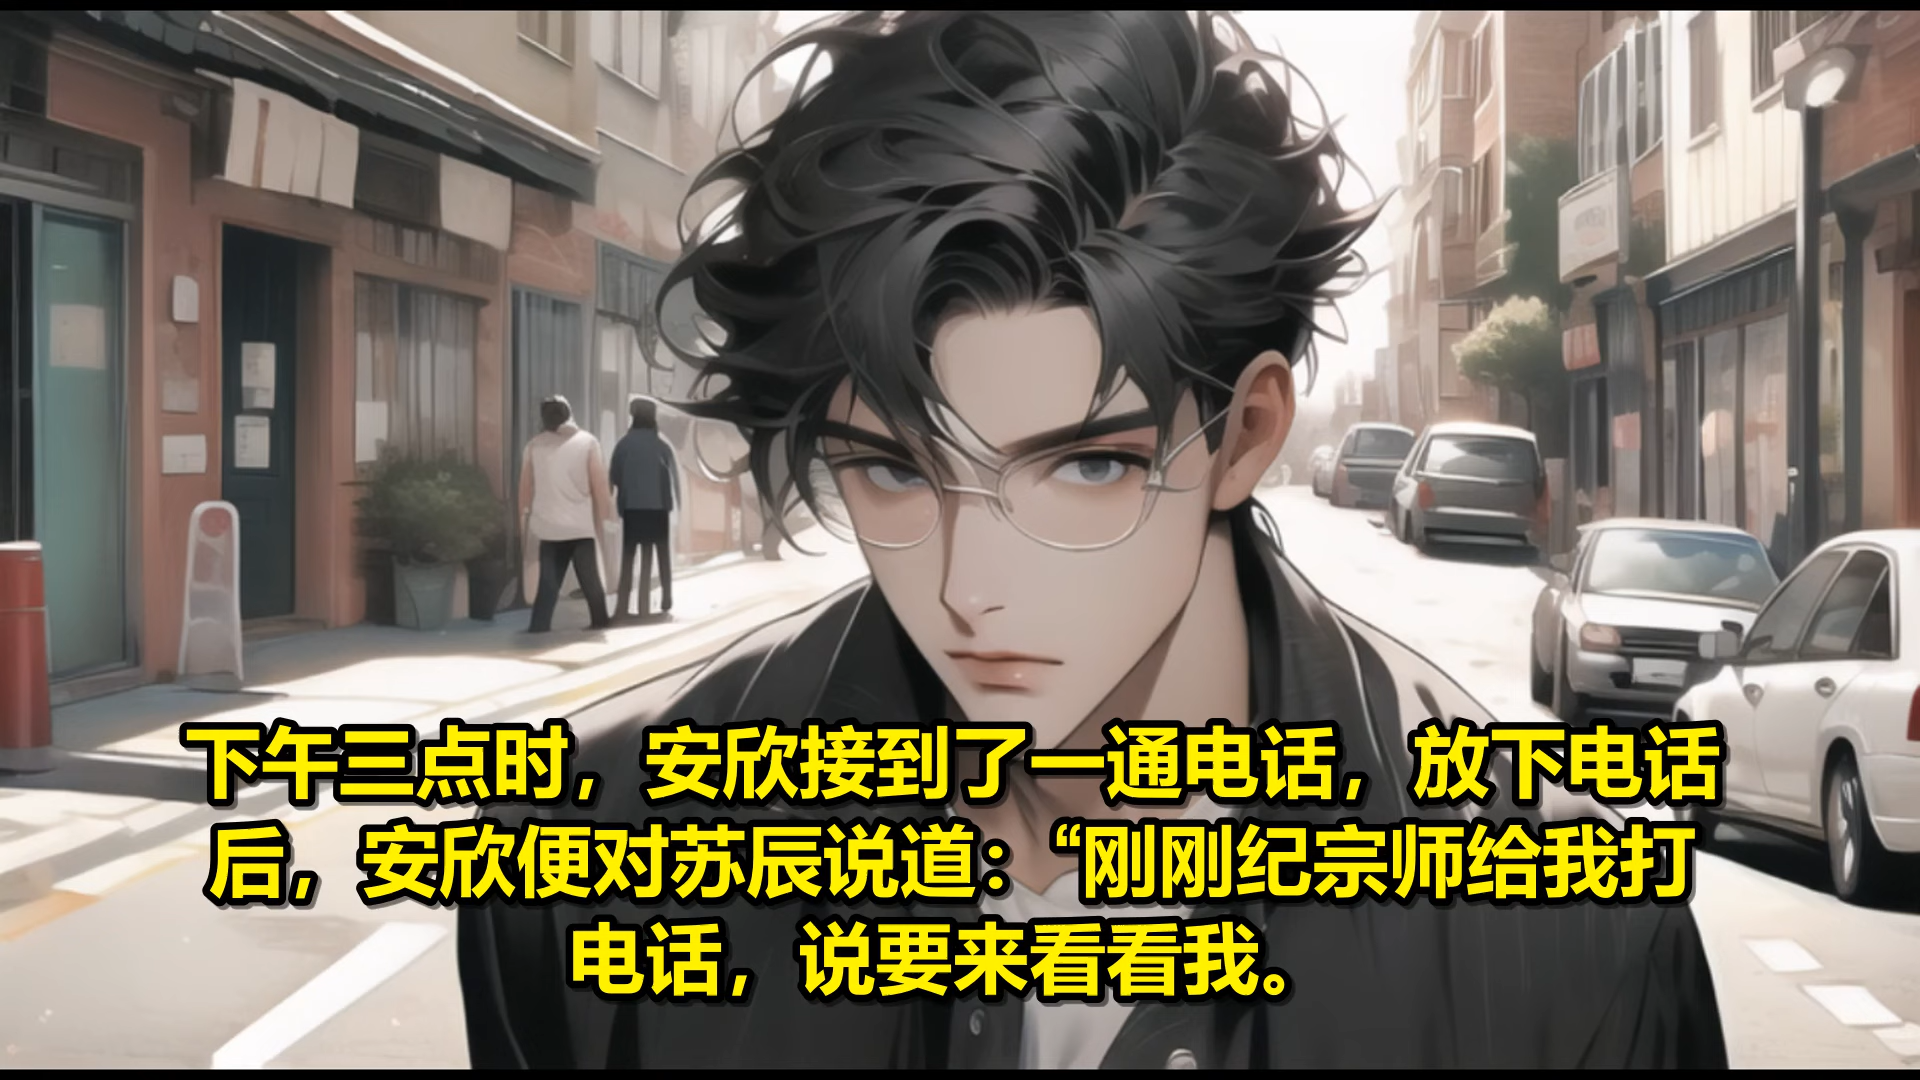 下午三点时，安欣接到了一通电话，放下电话
后，安欣便对苏辰说道：“刚刚纪宗师给我打
电话，说要来看看我。